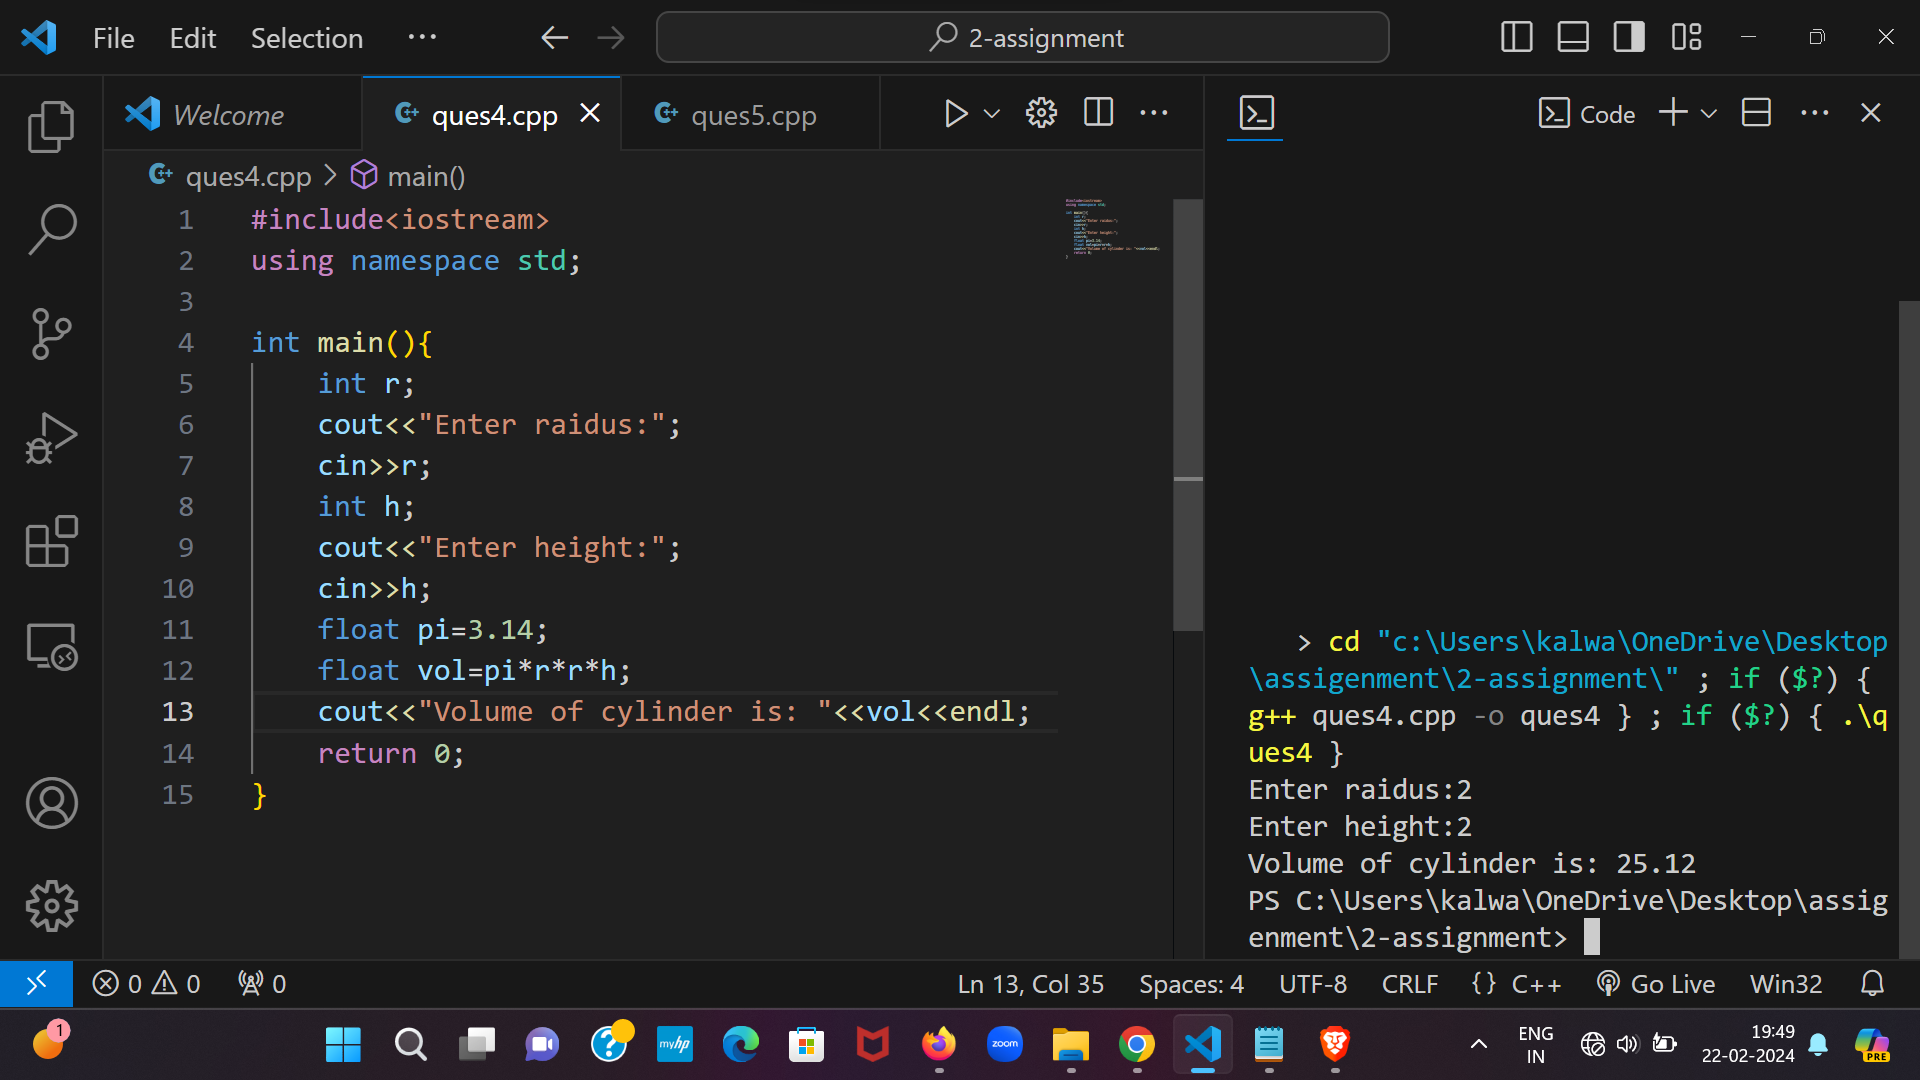 File Edit Selection ··· 2-assignment
Welcome ques4.cpp ques5.cpp Code
ques4.cpp > main()
1 #include<iostream>
2 using namespace std;
3
4 int main(){
5 int r;
6 cout<<"Enter raidus:";
7 cin>>r;
8 int h;
9 cout<<"Enter height:";
10 cin>>h;
11 float pi=3.14;
12 float vol=pi*r*r*h;
13 cout<<"Volume of cylinder is: "<<vol<<endl;
14 return 0;
15 }
> cd "c:\Users\kalwa\OneDrive\Desktop
\assigenment\2-assignment\" ; if ($?) {
g++ ques4.cpp -o ques4 } ; if ($?) { .\q
ues4 }
Enter raidus:2
Enter height:2
Volume of cylinder is: 25.12
PS C:\Users\kalwa\OneDrive\Desktop\assig
enment\2-assignment>
0 0 0 Ln 13, Col 35 Spaces: 4 UTF-8 CRLF {} C++ Go Live Win32
1 myhp zoom ENG 19:49
IN 22-02-2024 PRE